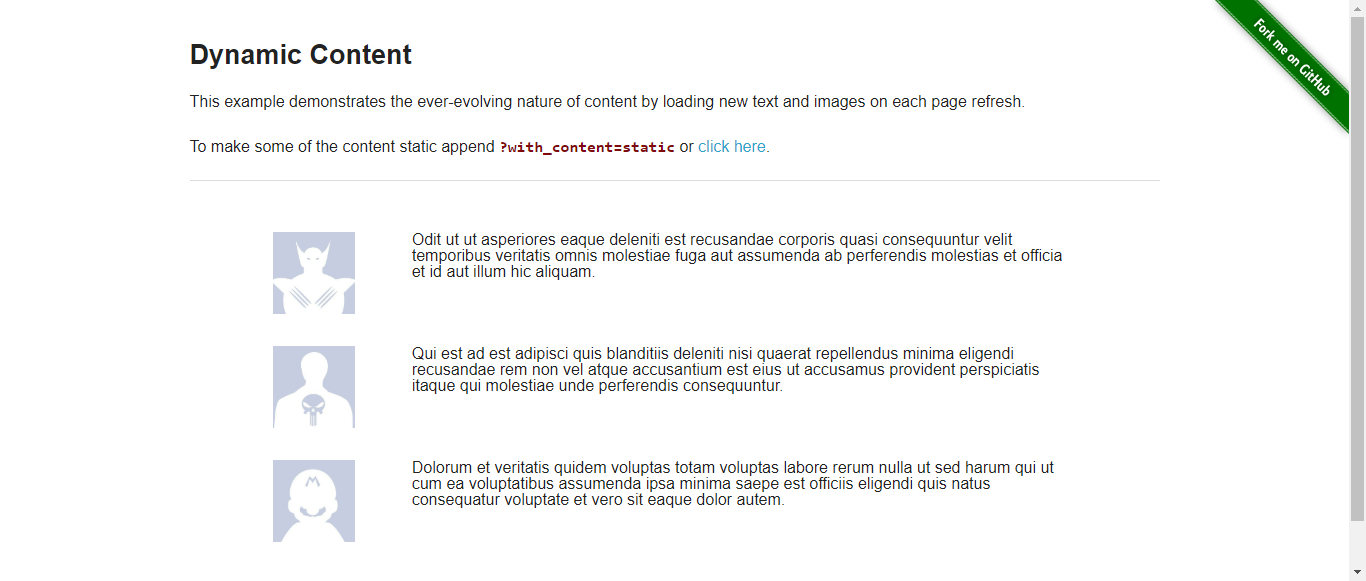 Fork me on GitHub
Dynamic Content
This example demonstrates the ever-evolving nature of content by loading new text and images on each page refresh.
To make some of the content static append ?with_content=static or click here.
Odit ut ut asperiores eaque deleniti est recusandae corporis quasi consequuntur velit
temporibus veritatis omnis molestiae fuga aut assumenda ab perferendis molestias et officia
et id aut illum hic aliquam.
Qui est ad est adipisci quis blanditiis deleniti nisi quaerat repellendus minima eligendi
recusandae rem non vel atque accusantium est eius ut accusamus provident perspiciatis
itaque qui molestiae unde perferendis consequuntur.
Dolorum et veritatis quidem voluptas totam voluptas labore rerum nulla ut sed harum qui ut
cum ea voluptatibus assumenda ipsa minima saepe est officiis eligendi quis natus
consequatur voluptate et vero sit eaque dolor autem.